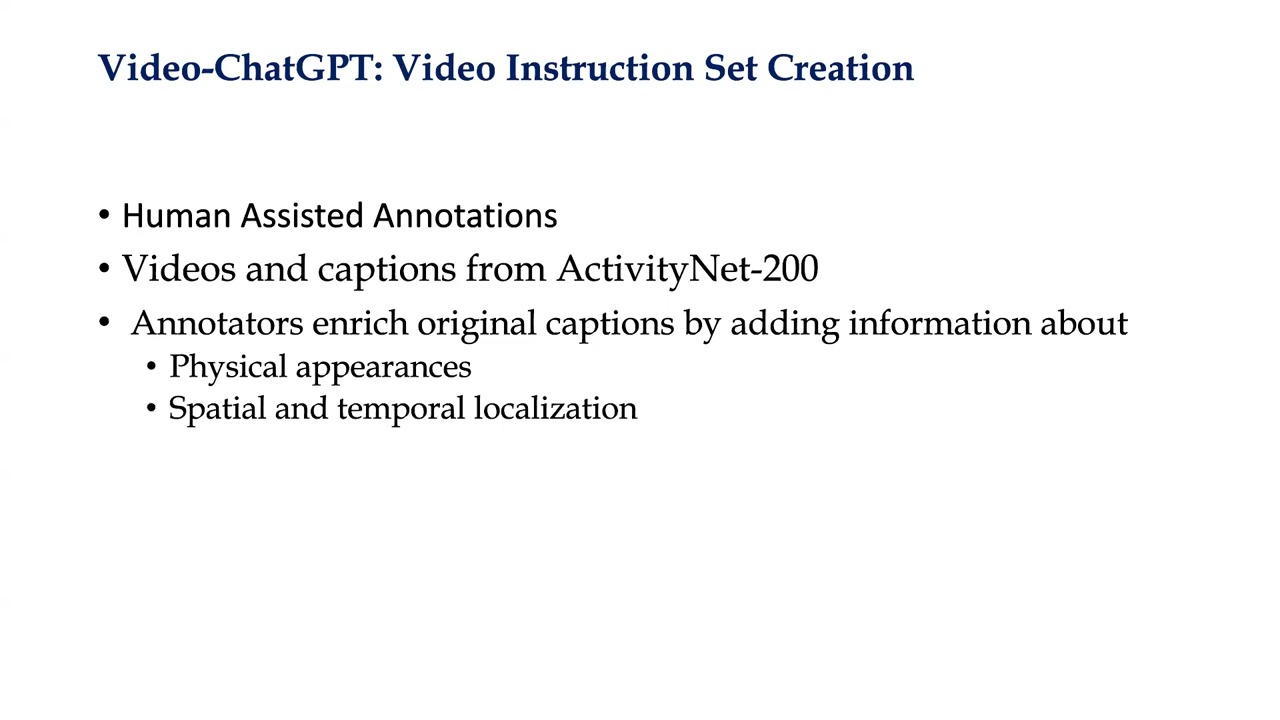 Video-ChatGPT: Video Instruction Set Creation
• Human Assisted Annotations
• Videos and captions from ActivityNet-200
• Annotators enrich original captions by adding information about
• Physical appearances
• Spatial and temporal localization